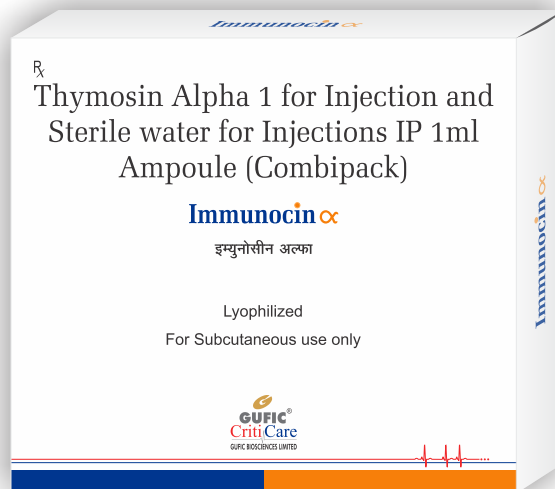 Immunocin α
Rx
Thymosin Alpha 1 for Injection and
Sterile water for Injections IP 1ml
Ampoule (Combipack)
Immunocin α
इम्युनोसीन अल्फा
Lyophilized
For Subcutaneous use only
GUFIC®
CritiCare
GUFIC BIOSCIENCES LIMITED
Immunocin α